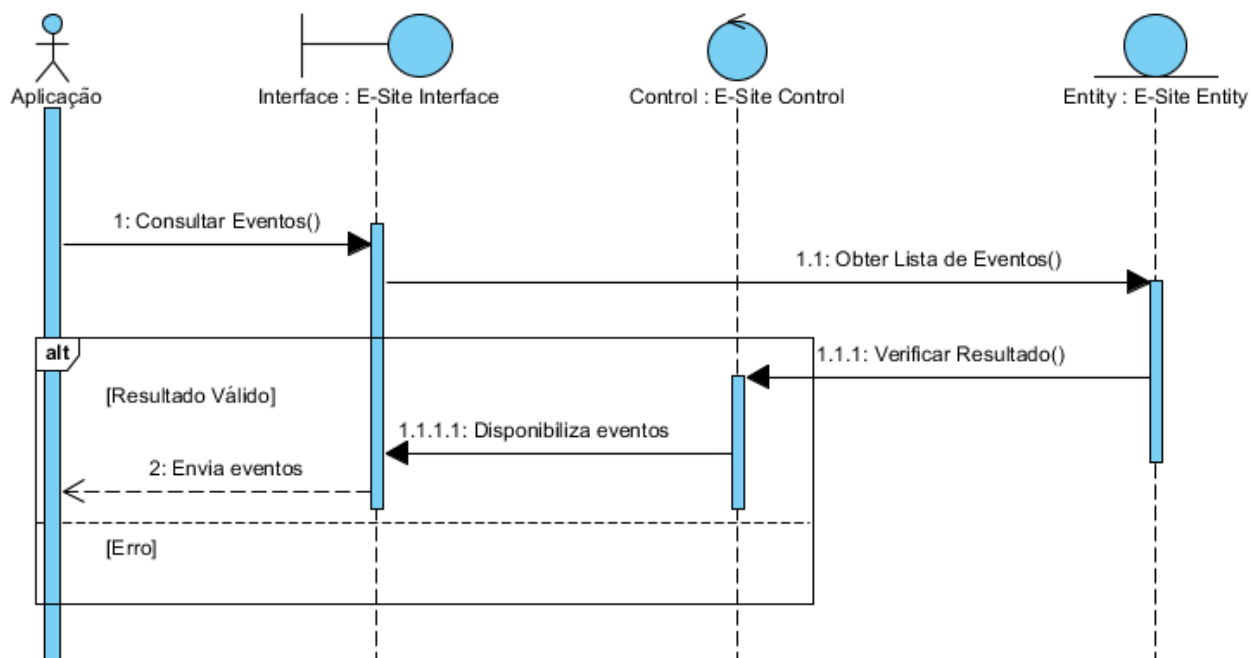 Aplicação
Interface : E-Site Interface
Control : E-Site Control
Entity : E-Site Entity
1: Consultar Eventos()
1.1: Obter Lista de Eventos()
alt
1.1.1: Verificar Resultado()
[Resultado Válido]
1.1.1.1: Disponibiliza eventos
2: Envia eventos
[Erro]